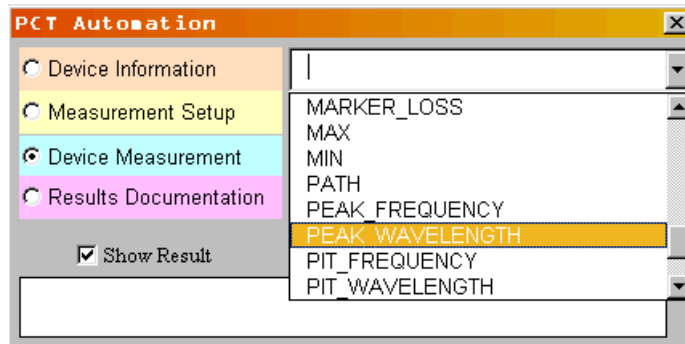 PCT Automation
Device Information
Measurement Setup
Device Measurement
Results Documentation
Show Result
MARKER_LOSS
MAX
MIN
PATH
PEAK_FREQUENCY
PEAK_WAVELENGTH
PIT_FREQUENCY
PIT_WAVELENGTH